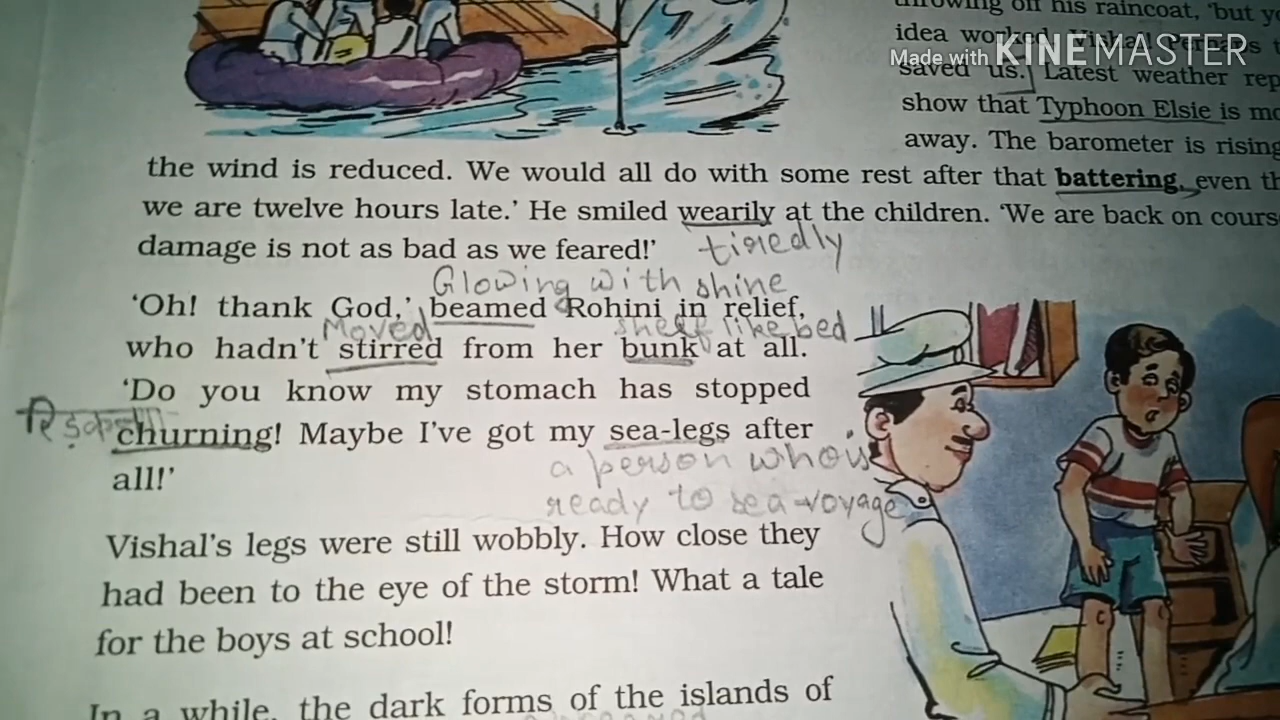 throwing off his raincoat, 'but
idea worked, Vishal
Made with KINEMASTER
saved us. Latest weather
show that Typhoon Elsie is
away. The barometer is rising
the wind is reduced. We would all do with some rest after that battering, even
we are twelve hours late.' He smiled wearily at the children. 'We are back on
damage is not as bad as we feared!'
tiredly
Glowing with shine
'Oh! thank God,' beamed Rohini in relief,
Moved shelf like bed
who hadn't stirred from her bunk at all.
'Do you know my stomach has stopped
churning! Maybe I've got my sea-legs after
a person who is
all!'
ready to sea-voyage
Vishal's legs were still wobbly. How close they
had been to the eye of the storm! What a tale
for the boys at school!
In a while, the dark forms of the islands of